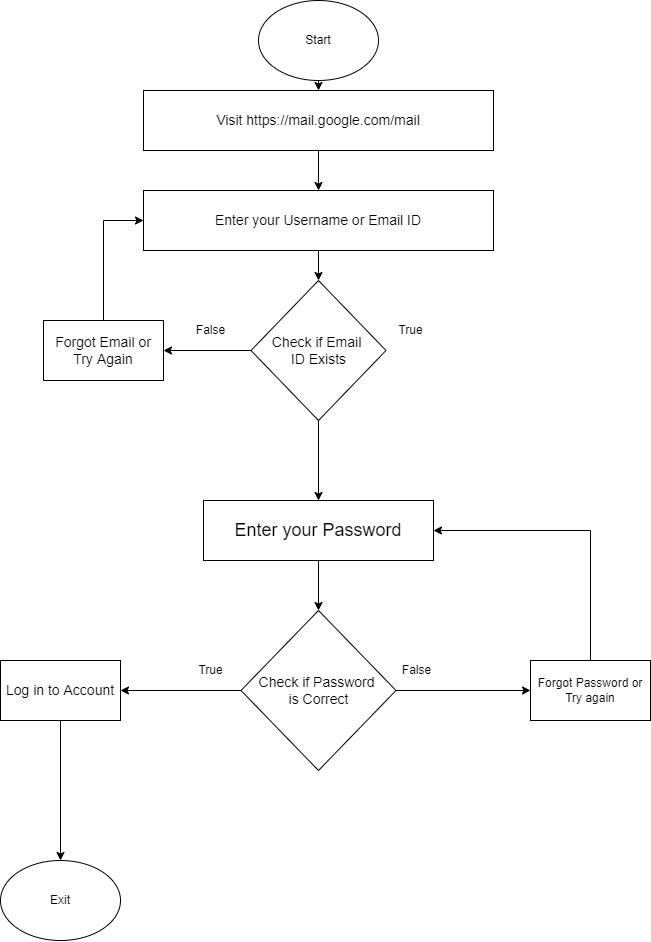 Start
Visit https://mail.google.com/mail
Enter your Username or Email ID
False
True
Forgot Email or
Try Again
Check if Email
ID Exists
Enter your Password
True
False
Log in to Account
Check if Password
is Correct
Forgot Password or
Try again
Exit